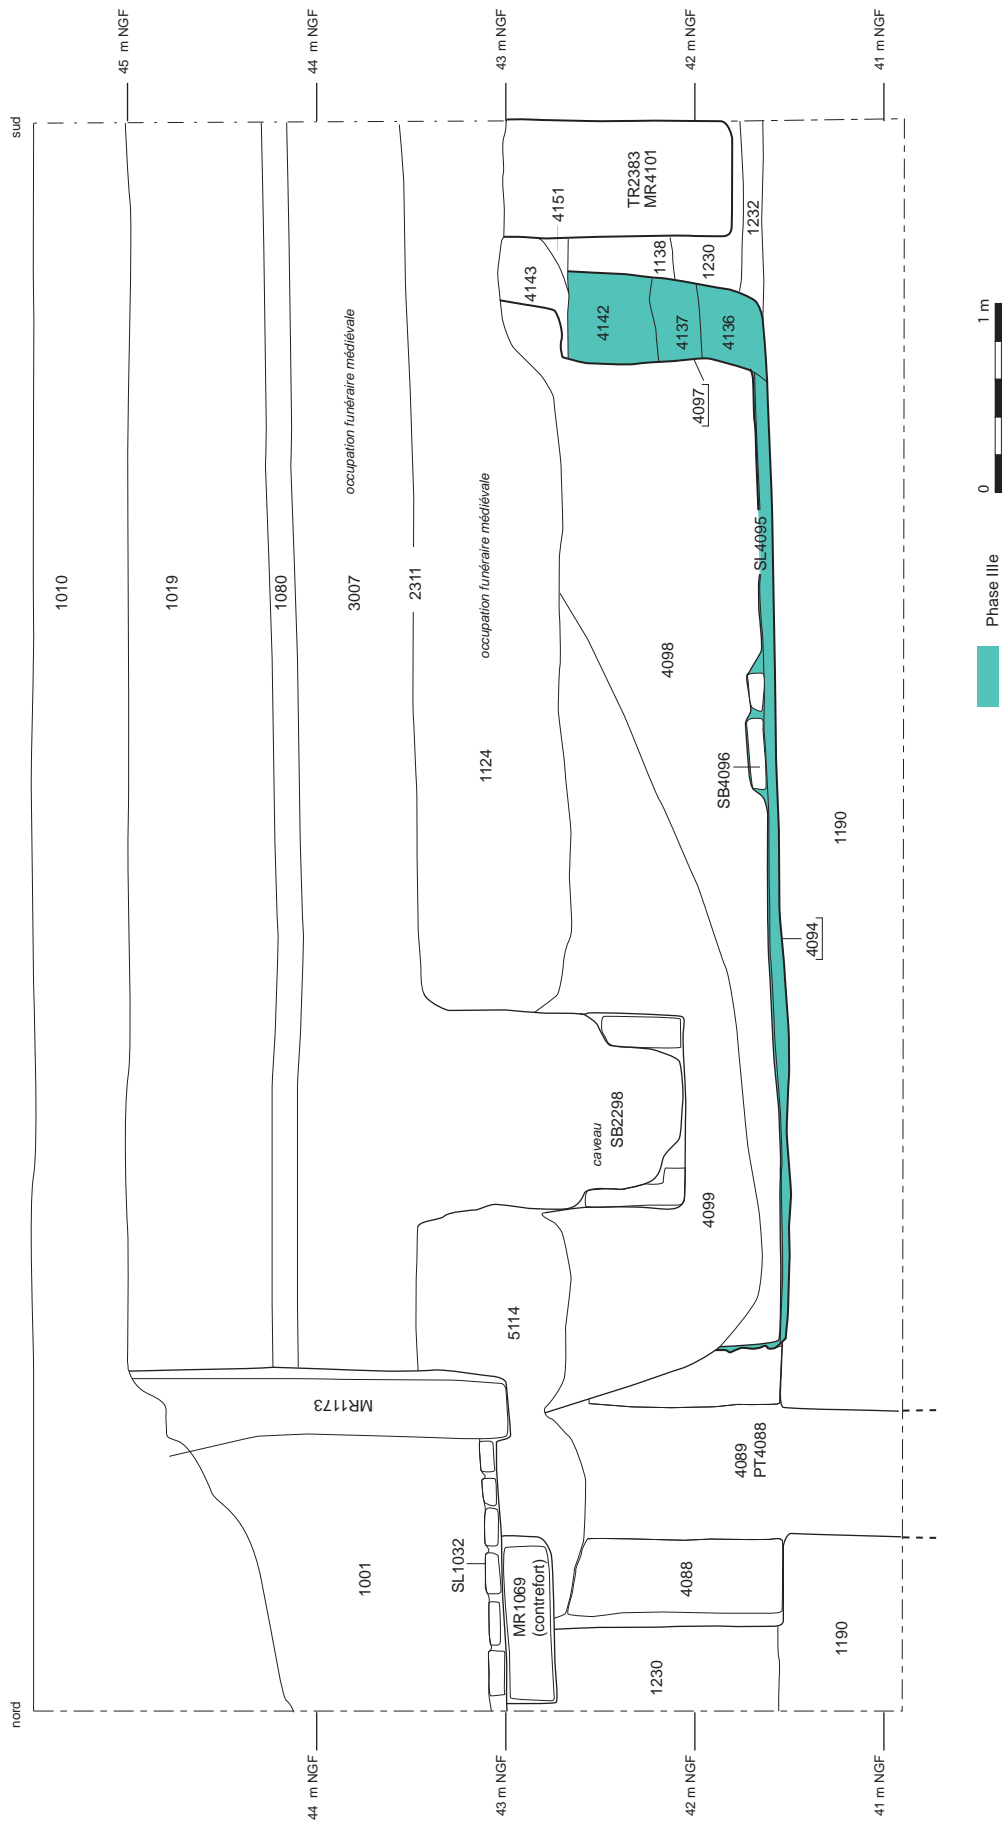 nord
sud
45 m NGF
44 m NGF
43 m NGF
42 m NGF
41 m NGF
44 m NGF
43 m NGF
42 m NGF
41 m NGF
1010
1019
1080
occupation funéraire médiévale
3007
2311
occupation funéraire médiévale
1124
MR1173
1001
SL1032
MR1069
(contrefort)
5114
caveau
SB2298
4143
4151
TR2383
MR4101
4142
4137
4136
1138
1230
1232
4097
4098
SL4095
SB4096
4099
4094
1190
4089
PT4088
4088
1230
1190
Phase IIIe
0
1 m